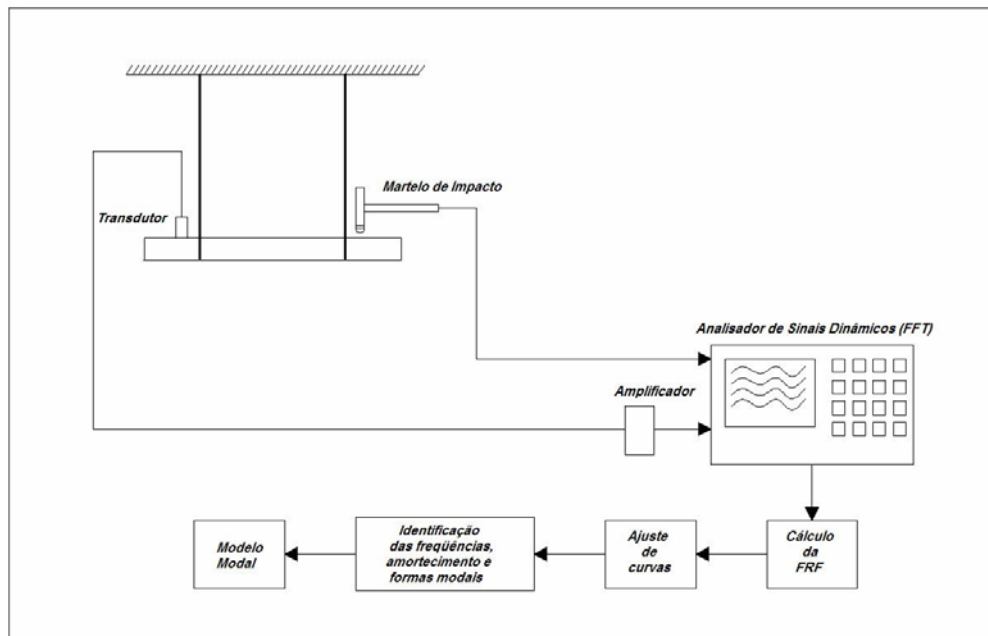 Martelo de Impacto
Transdutor
Analisador de Sinais Dinâmicos (FFT)
Amplificador
Modelo
Modal
Identificação
das freqüências,
amortecimento e
formas modais
Ajuste
de
curvas
Cálculo
da
FRF